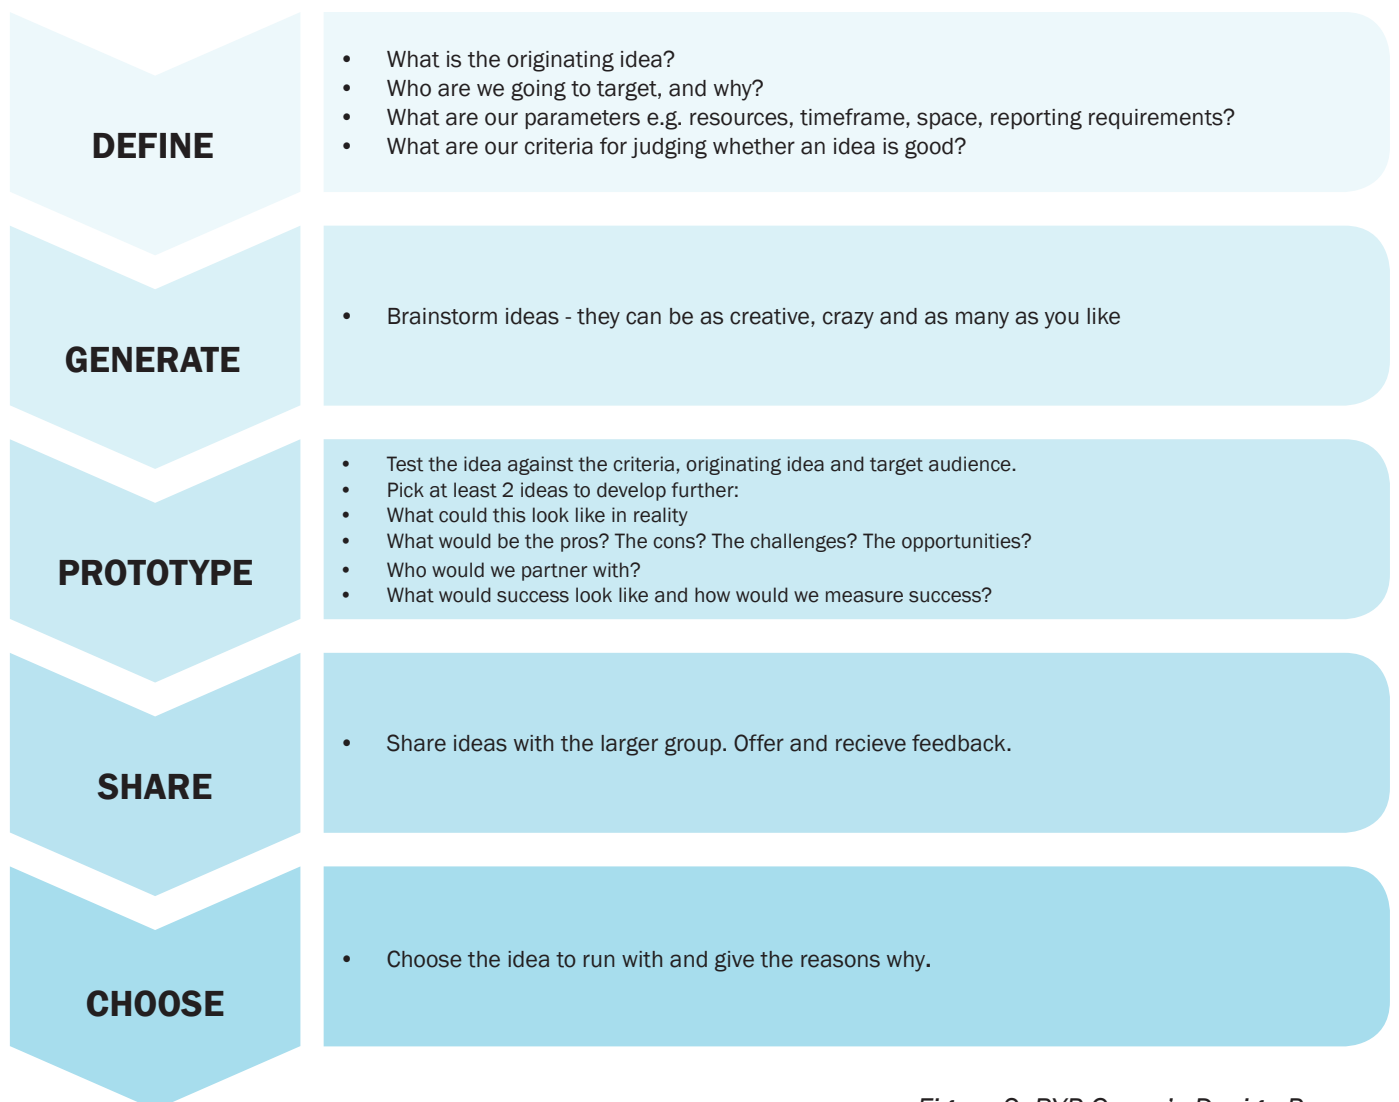 DEFINE
• What is the originating idea?
• Who are we going to target, and why?
• What are our parameters e.g. resources, timeframe, space, reporting requirements?
• What are our criteria for judging whether an idea is good?
GENERATE
• Brainstorm ideas - they can be as creative, crazy and as many as you like
PROTOTYPE
• Test the idea against the criteria, originating idea and target audience.
• Pick at least 2 ideas to develop further:
• What could this look like in reality
• What would be the pros? The cons? The challenges? The opportunities?
• Who would we partner with?
• What would success look like and how would we measure success?
SHARE
• Share ideas with the larger group. Offer and recieve feedback.
CHOOSE
• Choose the idea to run with and give the reasons why.